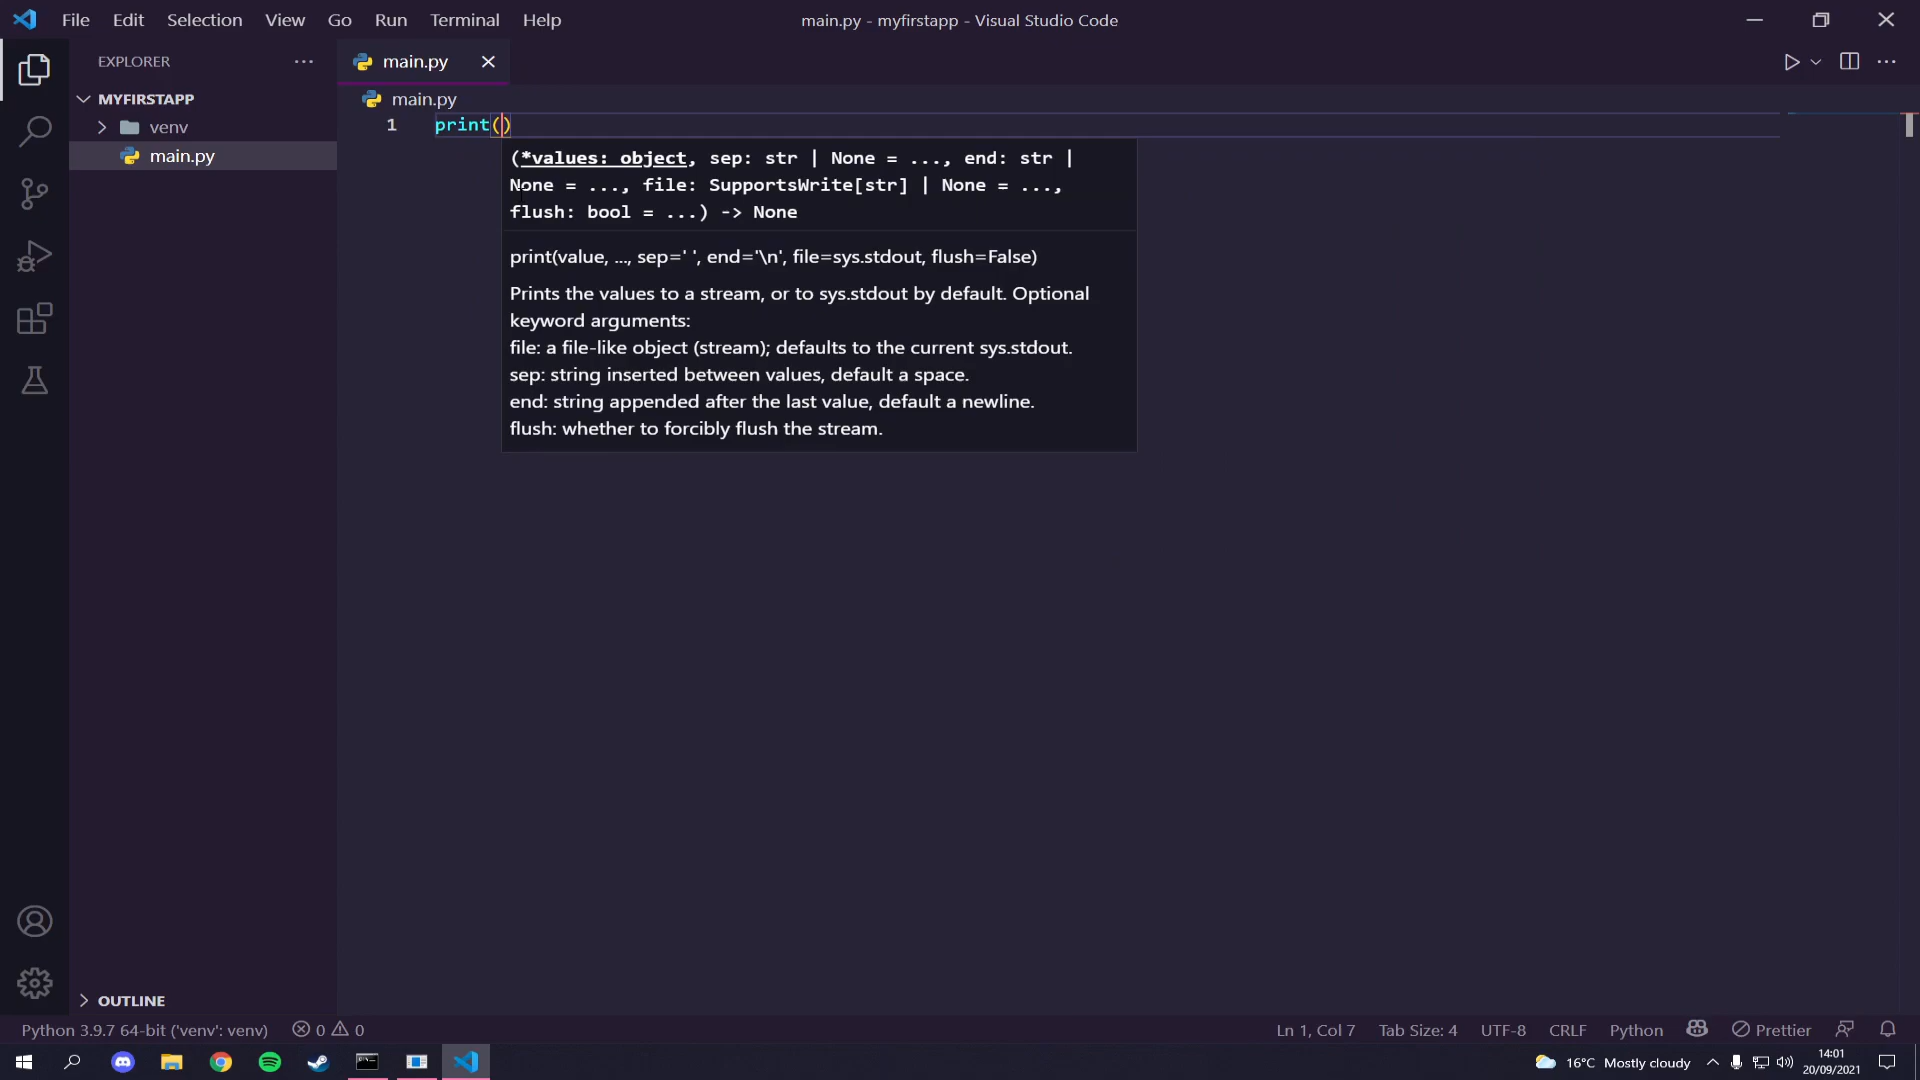 File Edit Selection View Go Run Terminal Help
main.py - myfirstapp - Visual Studio Code
EXPLORER
main.py
MYFIRSTAPP
venv
main.py
main.py
1 print()
(*values: object, sep: str | None = ..., end: str |
None = ..., file: SupportsWrite[str] | None = ...,
flush: bool = ...) -> None
print(value, ..., sep=' ', end='\n', file=sys.stdout, flush=False)
Prints the values to a stream, or to sys.stdout by default. Optional
keyword arguments:
file: a file-like object (stream); defaults to the current sys.stdout.
sep: string inserted between values, default a space.
end: string appended after the last value, default a newline.
flush: whether to forcibly flush the stream.
OUTLINE
Python 3.9.7 64-bit ('venv': venv) 0 0 Ln 1, Col 7 Tab Size: 4 UTF-8 CRLF Python Prettier
16°C Mostly cloudy 14:01
20/09/2021